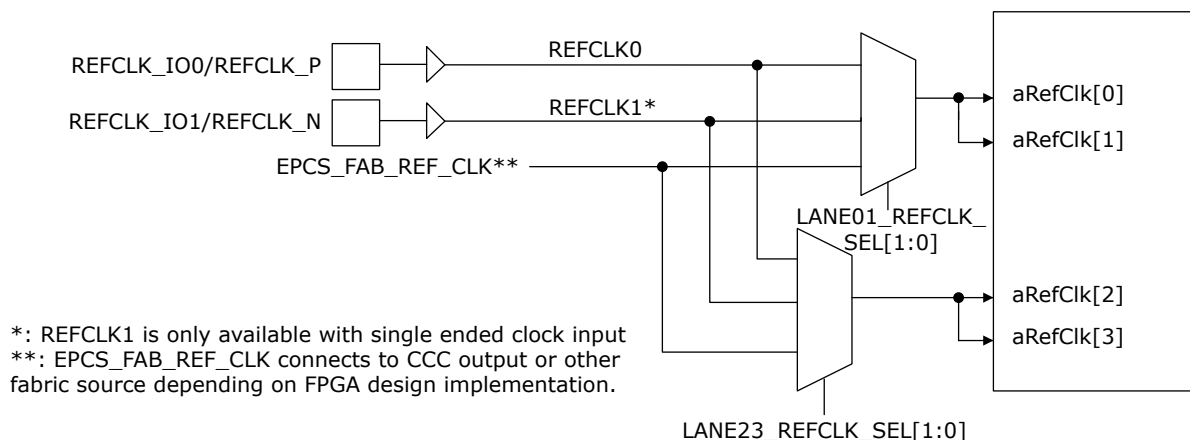 REFCLK_IO0/REFCLK_P
REFCLK0
REFCLK_IO1/REFCLK_N
REFCLK1*
EPCS_FAB_REF_CLK**
aRefClk[0]
aRefClk[1]
LANE01_REFCLK_
SEL[1:0]
aRefClk[2]
aRefClk[3]
*: REFCLK1 is only available with single ended clock input
**: EPCS_FAB_REF_CLK connects to CCC output or other
fabric source depending on FPGA design implementation.
LANE23_REFCLK_SEL[1:0]